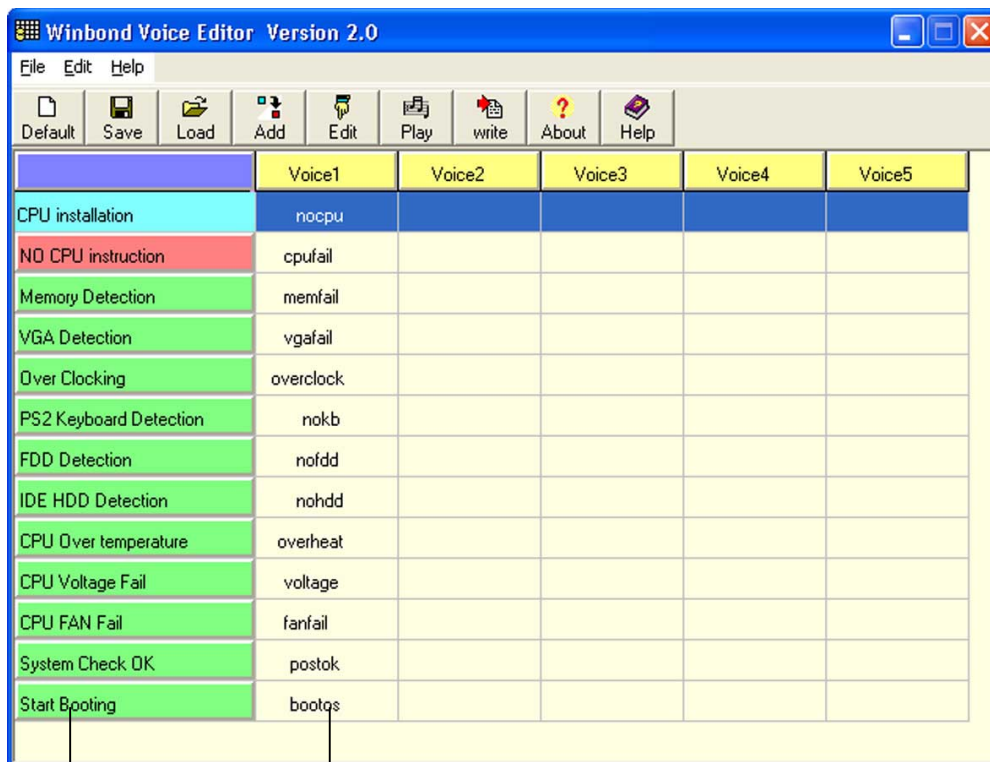 Winbond Voice Editor Version 2.0
File Edit Help
Default Save Load Add Edit Play write About Help
Voice1 Voice2 Voice3 Voice4 Voice5
CPU installation nocpu
NO CPU instruction cpufail
Memory Detection memfail
VGA Detection vgafail
Over Clocking overclock
PS2 Keyboard Detection nokb
FDD Detection nofdd
IDE HDD Detection nohdd
CPU Over temperature overheat
CPU Voltage Fail voltage
CPU FAN Fail fanfail
System Check OK postok
Start Booting bootos